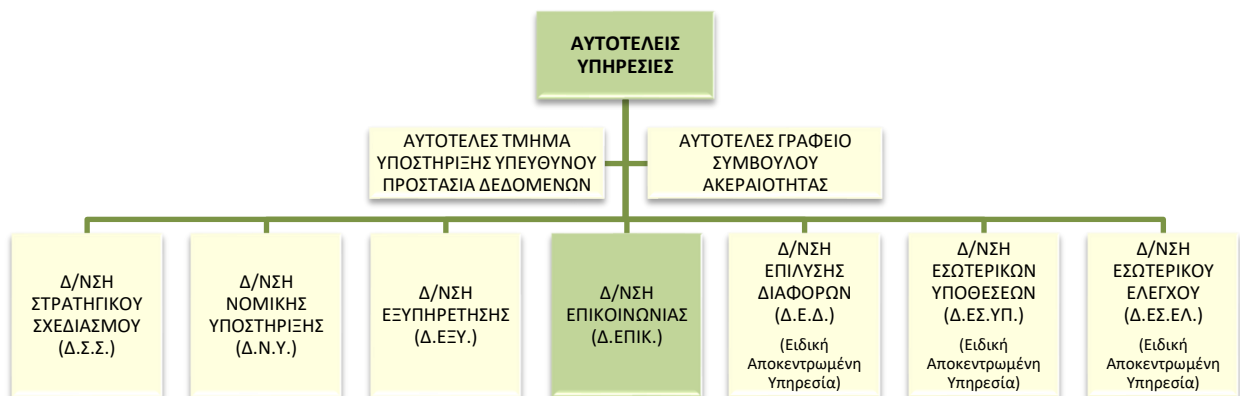 ΑΥΤΟΤΕΛΕΙΣ
ΥΠΗΡΕΣΙΕΣ
ΑΥΤΟΤΕΛΕΣ ΤΜΗΜΑ
ΥΠΟΣΤΗΡΙΞΗΣ ΥΠΕΥΘΥΝΟΥ
ΠΡΟΣΤΑΣΙΑ ΔΕΔΟΜΕΝΩΝ
ΑΥΤΟΤΕΛΕΣ ΓΡΑΦΕΙΟ
ΣΥΜΒΟΥΛΟΥ
ΑΚΕΡΑΙΟΤΗΤΑΣ
Δ/ΝΣΗ
ΣΤΡΑΤΗΓΙΚΟΥ
ΣΧΕΔΙΑΣΜΟΥ
(Δ.Σ.Σ.)
Δ/ΝΣΗ
ΝΟΜΙΚΗΣ
ΥΠΟΣΤΗΡΙΞΗΣ
(Δ.Ν.Υ.)
Δ/ΝΣΗ
ΕΞΥΠΗΡΕΤΗΣΗΣ
(Δ.ΕΞΥ.)
Δ/ΝΣΗ
ΕΠΙΚΟΙΝΩΝΙΑΣ
(Δ.ΕΠΙΚ.)
Δ/ΝΣΗ
ΕΠΙΛΥΣΗΣ
ΔΙΑΦΟΡΩΝ
(Δ.Ε.Δ.)
(Ειδική
Αποκεντρωμένη
Υπηρεσία)
Δ/ΝΣΗ
ΕΣΩΤΕΡΙΚΩΝ
ΥΠΟΘΕΣΕΩΝ
(Δ.ΕΣ.ΥΠ.)
(Ειδική
Αποκεντρωμένη
Υπηρεσία)
Δ/ΝΣΗ
ΕΣΩΤΕΡΙΚΟΥ
ΕΛΕΓΧΟΥ
(Δ.ΕΣ.ΕΛ.)
(Ειδική
Αποκεντρωμένη
Υπηρεσία)